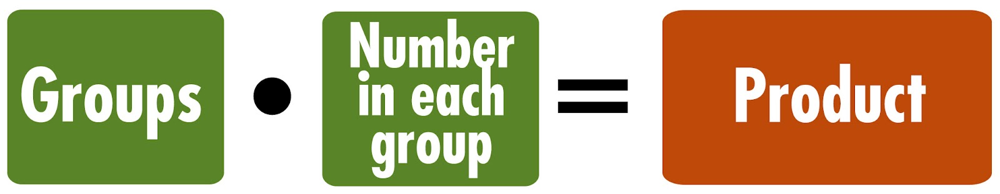 Groups • Number in each group = Product